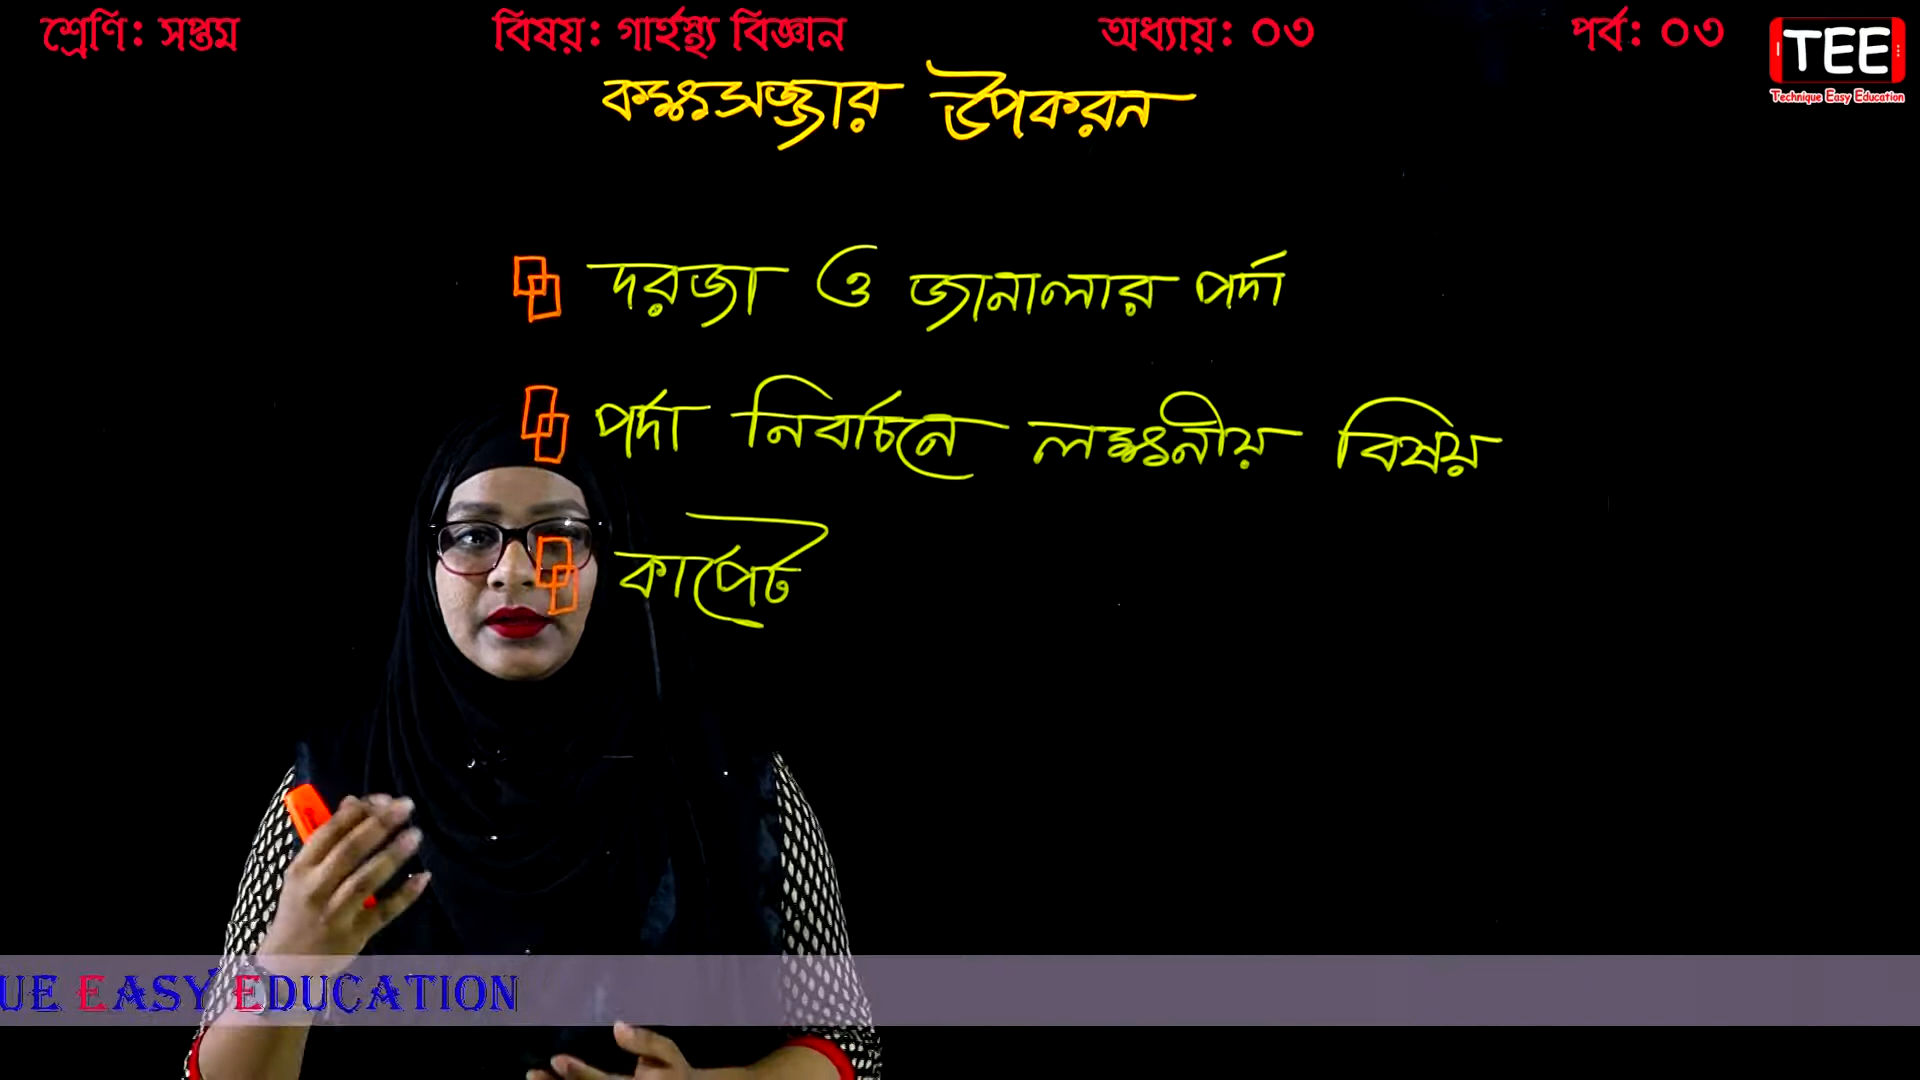 শ্রেণি: সপ্তম বিষয়: গার্হস্থ্য বিজ্ঞান অধ্যায়: ০৩ পর্ব: ০৩
TEE
Technique Easy Education
কক্ষসজ্জার উপকরন
দরজা ও জানালার পর্দা
পর্দা নির্বাচনে লক্ষনীয় বিষয়
কার্পেট
UE EASY EDUCATION